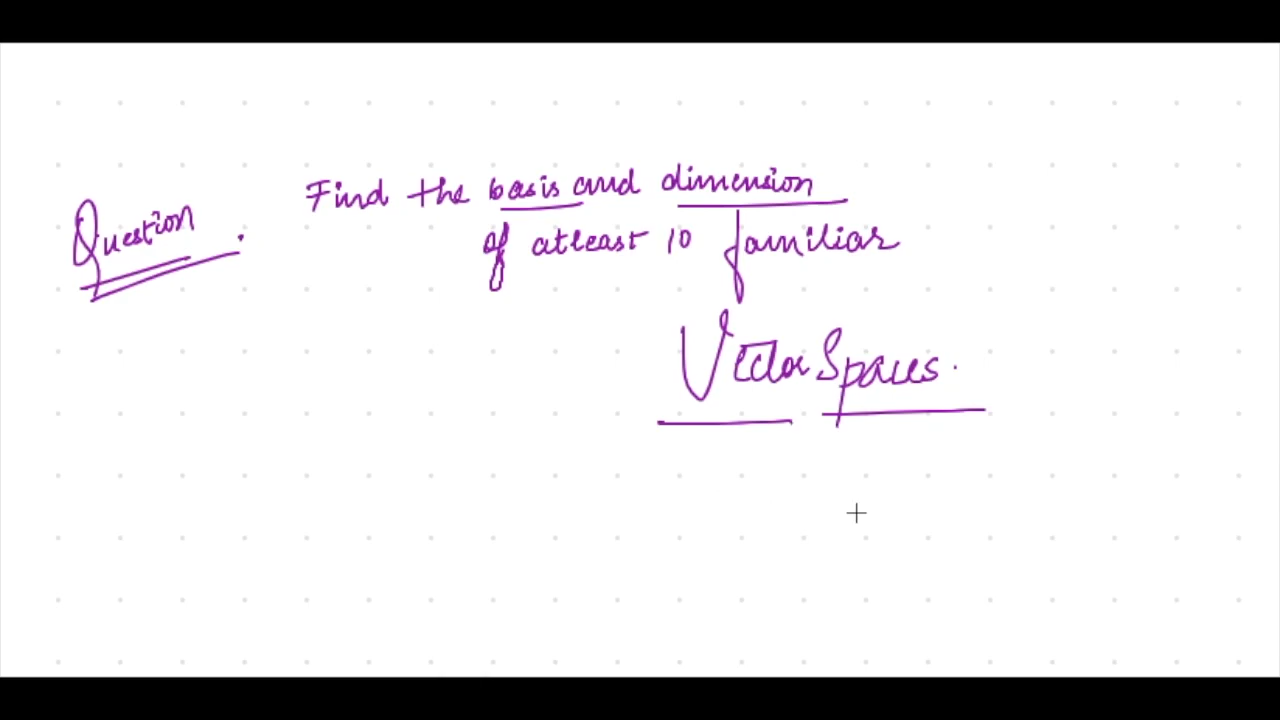 Question.
Find the basis and dimension
of atleast 10 familiar
Vector Spaces.